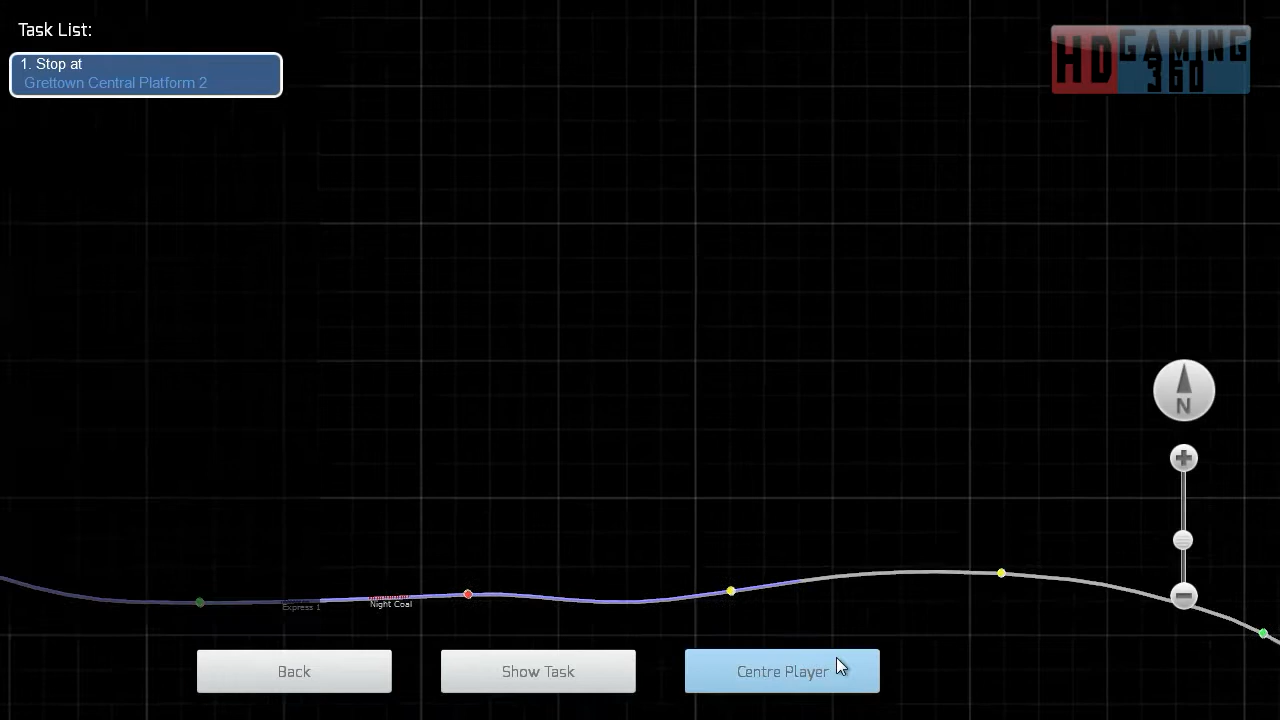 Task List:
1. Stop at
Grettown Central Platform 2
HD GAMING
360
N
Express 1
Night Coal
Back
Show Task
Centre Player